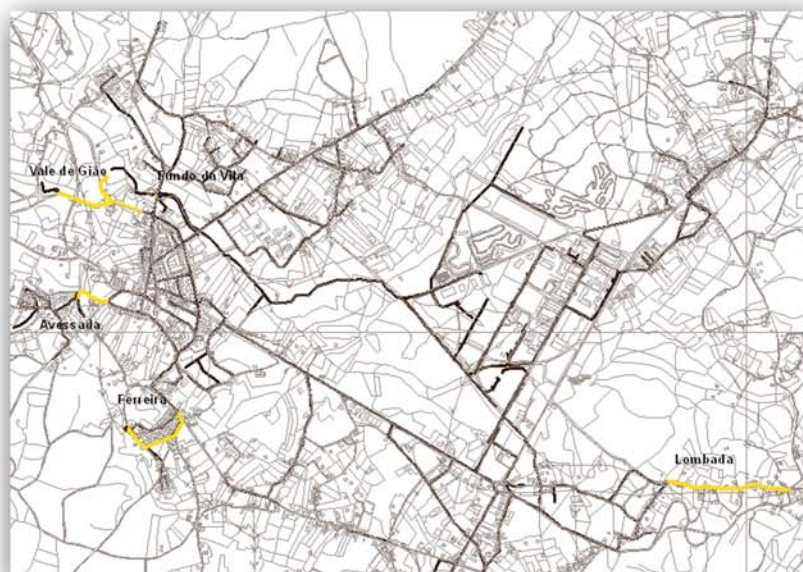 Vale de Gião
Fundo da Vila
Avessada
Ferreira
Lombada